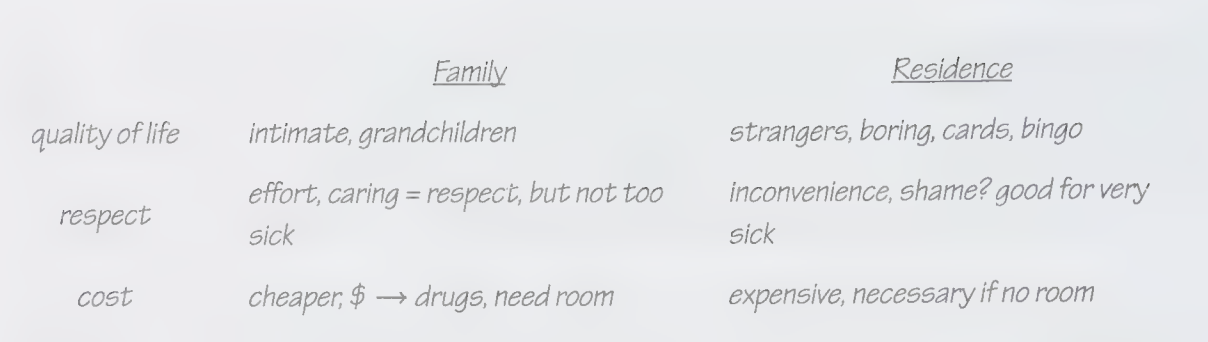 Family Residence
quality of life intimate, grandchildren strangers, boring, cards, bingo
respect effort, caring = respect, but not too sick inconvenience, shame? good for very sick
cost cheaper, $ → drugs, need room expensive, necessary if no room